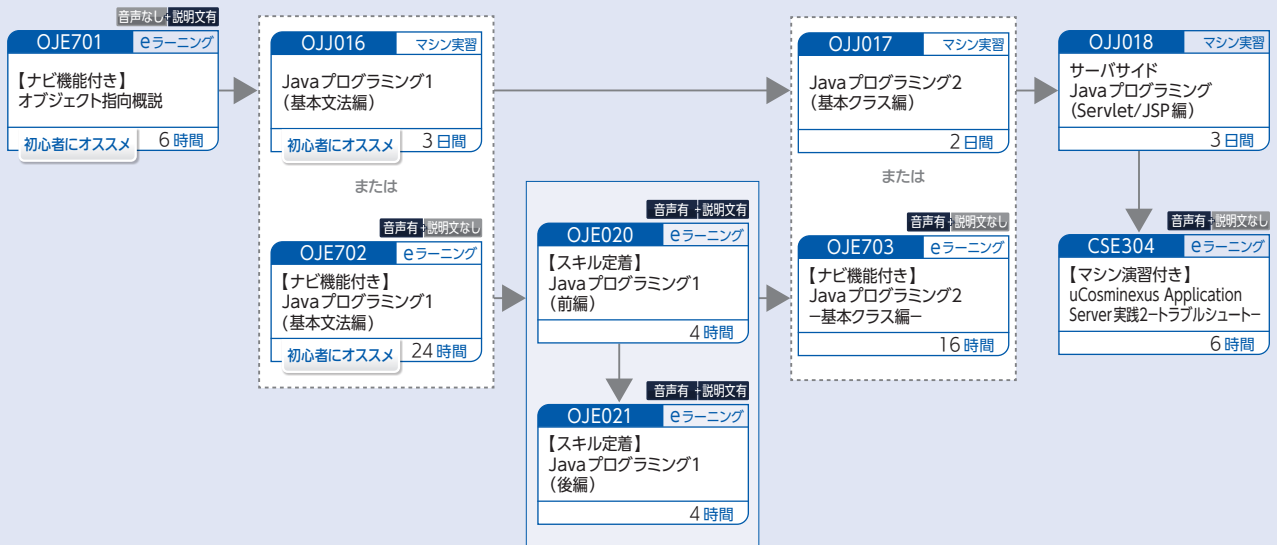 音声なし+説明文有
OJE701 eラーニング
【ナビ機能付き】
オブジェクト指向概説
初心者にオススメ 6時間
OJJ016 マシン実習
Javaプログラミング1
（基本文法編）
初心者にオススメ 3日間
または
音声有+説明文なし
OJE702 eラーニング
【ナビ機能付き】
Javaプログラミング1
（基本文法編）
初心者にオススメ 24時間
音声有+説明文有
OJE020 eラーニング
【スキル定着】
Javaプログラミング1
（前編）
4時間
音声有+説明文有
OJE021 eラーニング
【スキル定着】
Javaプログラミング1
（後編）
4時間
OJJ017 マシン実習
Javaプログラミング2
（基本クラス編）
2日間
または
音声有+説明文なし
OJE703 eラーニング
【ナビ機能付き】
Javaプログラミング2
−基本クラス編−
16時間
OJJ018 マシン実習
サーバサイド
Javaプログラミング
（Servlet/JSP編）
3日間
音声有+説明文なし
CSE304 eラーニング
【マシン演習付き】
uCosminexus Application
Server実践2−トラブルシュート−
6時間